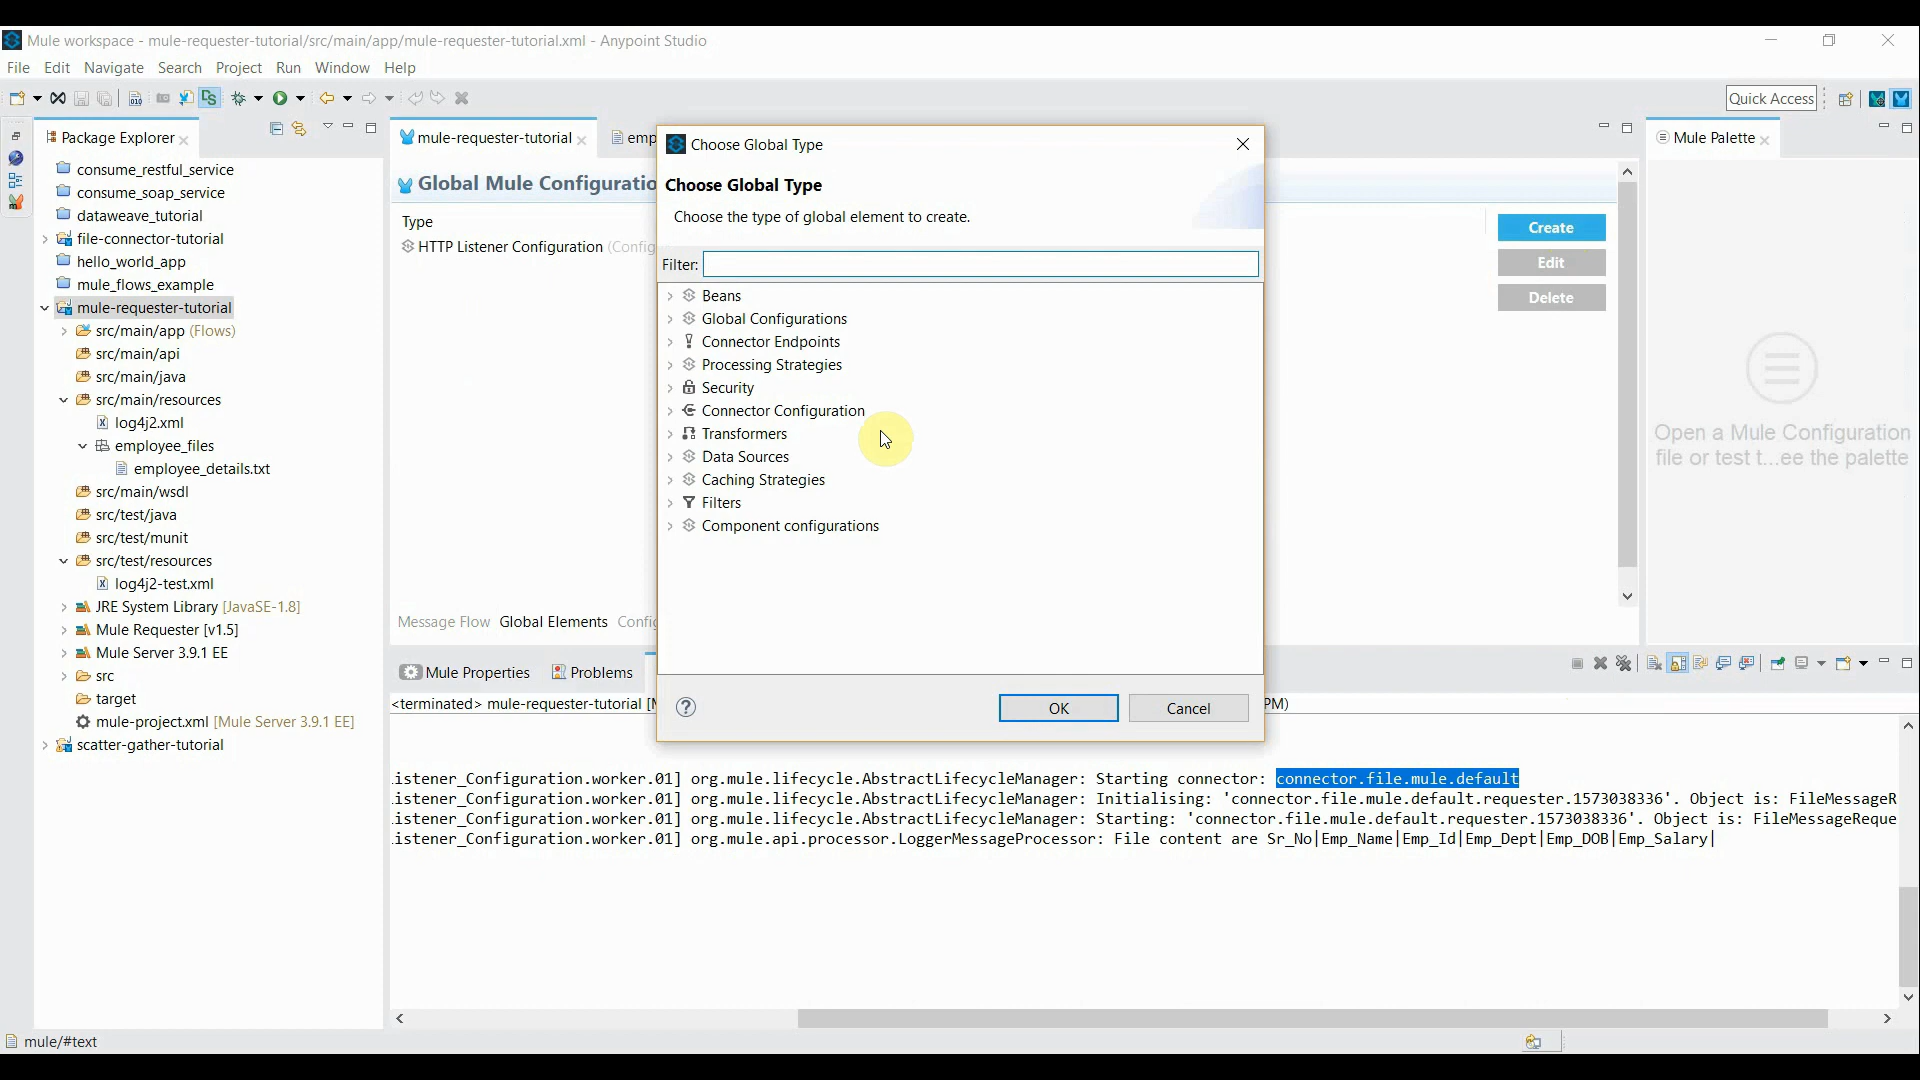 Mule workspace - mule-requester-tutorial/src/main/app/mule-requester-tutorial.xml - Anypoint Studio
File Edit Navigate Search Project Run Window Help
Quick Access
Package Explorer
consume_restful_service
consume_soap_service
dataweave_tutorial
file-connector-tutorial
hello_world_app
mule_flows_example
mule-requester-tutorial
src/main/app (Flows)
src/main/api
src/main/java
src/main/resources
log4j2.xml
employee_files
employee_details.txt
src/main/wsdl
src/test/java
src/test/munit
src/test/resources
log4j2-test.xml
JRE System Library [JavaSE-1.8]
Mule Requester [v1.5]
Mule Server 3.9.1 EE
src
target
mule-project.xml [Mule Server 3.9.1 EE]
scatter-gather-tutorial
mule-requester-tutorial
emp
Global Mule Configuratio
Type
HTTP Listener Configuration (Config
Create
Edit
Delete
Message Flow Global Elements Config
Choose Global Type
Choose Global Type
Choose the type of global element to create.
Filter:
Beans
Global Configurations
Connector Endpoints
Processing Strategies
Security
Connector Configuration
Transformers
Data Sources
Caching Strategies
Filters
Component configurations
OK
Cancel
Mule Palette
Open a Mule Configuration
file or test t...ee the palette
Mule Properties
Problems
<terminated> mule-requester-tutorial [M
PM)
istener_Configuration.worker.01] org.mule.lifecycle.AbstractLifecycleManager: Starting connector: connector.file.mule.default
istener_Configuration.worker.01] org.mule.lifecycle.AbstractLifecycleManager: Initialising: 'connector.file.mule.default.requester.1573038336'. Object is: FileMessageR
istener_Configuration.worker.01] org.mule.lifecycle.AbstractLifecycleManager: Starting: 'connector.file.mule.default.requester.1573038336'. Object is: FileMessageReque
istener_Configuration.worker.01] org.mule.api.processor.LoggerMessageProcessor: File content are Sr_No|Emp_Name|Emp_Id|Emp_Dept|Emp_DOB|Emp_Salary|
mule/#text